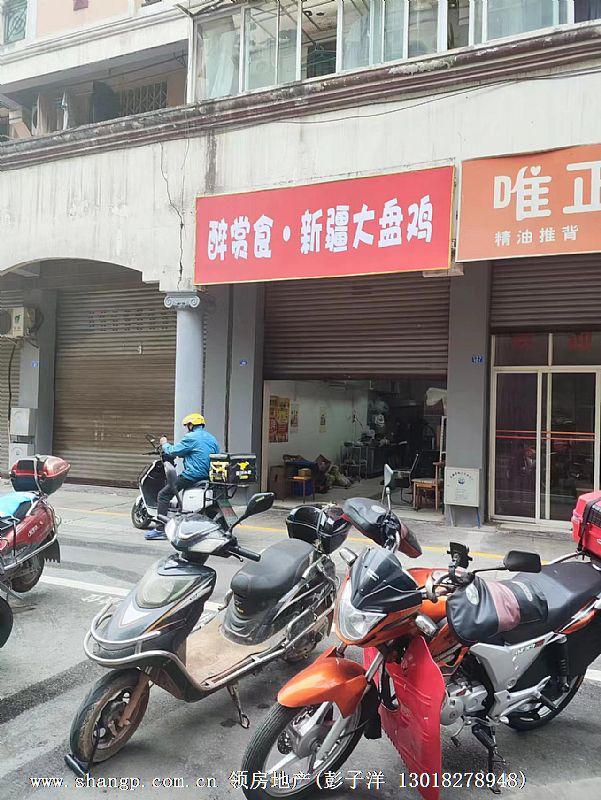 醉赏食·新疆大盘鸡
唯正
精油推背
www.shangp.com.cn 领房地产(彭子洋 13018278948)